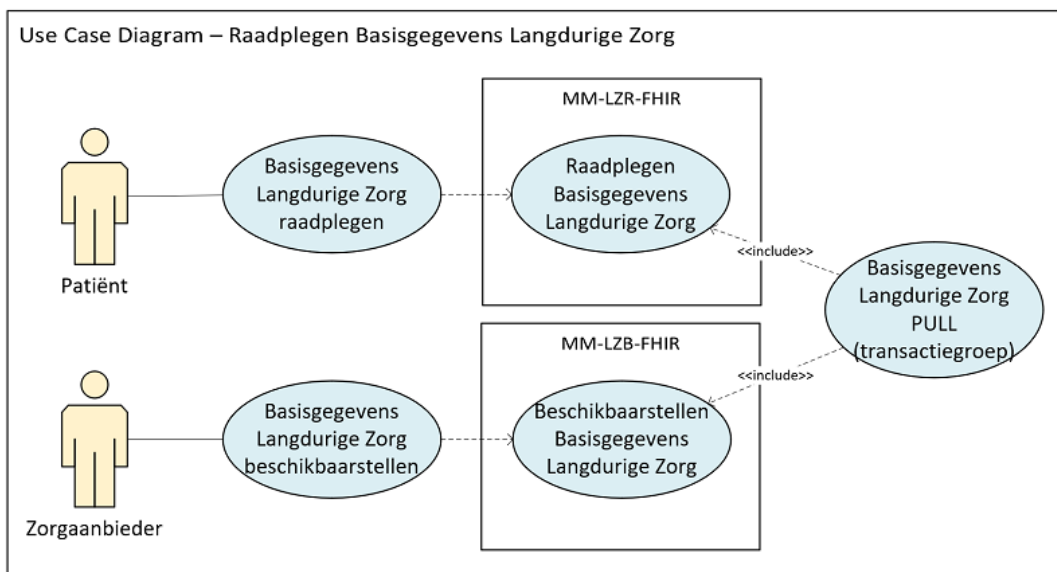 Use Case Diagram – Raadplegen Basisgegevens Langdurige Zorg
MM-LZR-FHIR
Basisgegevens
Langdurige Zorg
raadplegen
Raadplegen
Basisgegevens
Langdurige Zorg
Patiënt
<<include>>
Basisgegevens
Langdurige Zorg
PULL
(transactiegroep)
MM-LZB-FHIR
<<include>>
Basisgegevens
Langdurige Zorg
beschikbaarstellen
Beschikbaarstellen
Basisgegevens
Langdurige Zorg
Zorgaanbieder